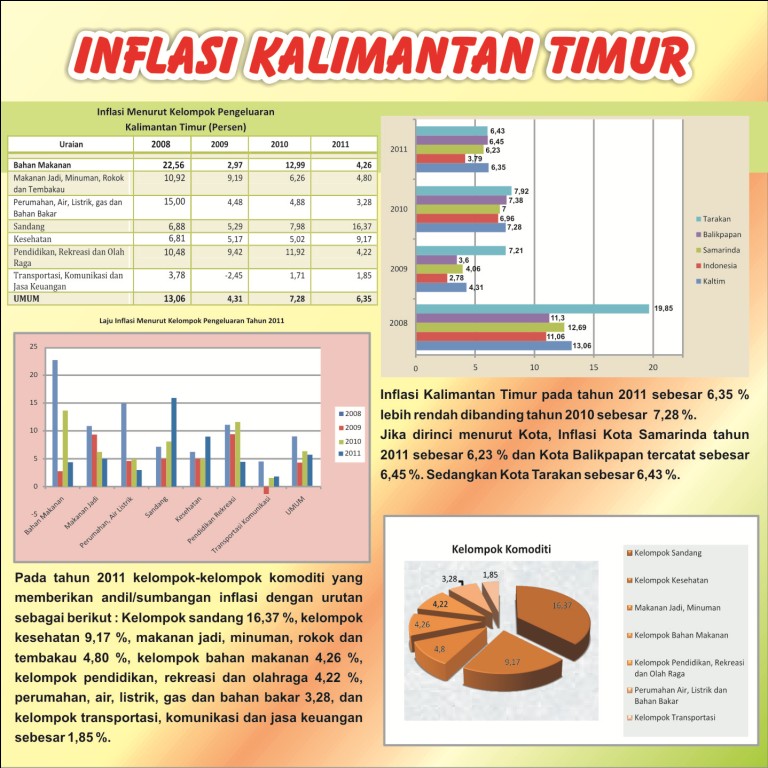 INFLASI KALIMANTAN TIMUR
Inflasi Menurut Kelompok Pengeluaran
Kalimantan Timur (Persen)
Uraian 2008 2009 2010 2011
Bahan Makanan 22,56 2,97 12,99 4,26
Makanan Jadi, Minuman, Rokok 10,92 9,19 6,26 4,80
dan Tembakau
Perumahan, Air, Listrik, gas dan 15,00 4,48 4,88 3,28
Bahan Bakar
Sandang 6,88 5,29 7,98 16,37
Kesehatan 6,81 5,17 5,02 9,17
Pendidikan, Rekreasi dan Olah 10,48 9,42 11,92 4,22
Raga
Transportasi, Komunikasi dan 3,78 -2,45 1,71 1,85
Jasa Keuangan
UMUM 13,06 4,31 7,28 6,35
Laju Inflasi Menurut Kelompok Pengeluaran Tahun 2011
25
20
15
10
5
0
-5
Bahan Makanan
Makanan Jadi
Perumahan, Air Listrik
Sandang
Kesehatan
Pendidikan Rekreasi
Transportasi Komunikasi
UMUM
2008
2009
2010
2011
Pada tahun 2011 kelompok-kelompok komoditi yang
memberikan andil/sumbangan inflasi dengan urutan
sebagai berikut : Kelompok sandang 16,37 %, kelompok
kesehatan 9,17 %, makanan jadi, minuman, rokok dan
tembakau 4,80 %, kelompok bahan makanan 4,26 %,
kelompok pendidikan, rekreasi dan olahraga 4,22 %,
perumahan, air, listrik, gas dan bahan bakar 3,28, dan
kelompok transportasi, komunikasi dan jasa keuangan
sebesar 1,85 %.
6,43
6,45
2011 6,23
3,79
6,35
7,92
7,38
2010 7
6,96
7,28
7,21
3,6
2009 4,06
2,78
4,31
19,85
11,3
2008 12,69
11,06
13,06
0 5 10 15 20
Tarakan
Balikpapan
Samarinda
Indonesia
Kaltim
Inflasi Kalimantan Timur pada tahun 2011 sebesar 6,35 %
lebih rendah dibanding tahun 2010 sebesar 7,28 %.
Jika dirinci menurut Kota, Inflasi Kota Samarinda tahun
2011 sebesar 6,23 % dan Kota Balikpapan tercatat sebesar
6,45 %. Sedangkan Kota Tarakan sebesar 6,43 %.
Kelompok Komoditi
16,37
9,17
4,8
4,26
4,22
3,28
1,85
Kelompok Sandang
Kelompok Kesehatan
Makanan Jadi, Minuman
Kelompok Bahan Makanan
Kelompok Pendidikan, Rekreasi
dan Olah Raga
Perumahan Air, Listrik dan
Bahan Bakar
Kelompok Transportasi